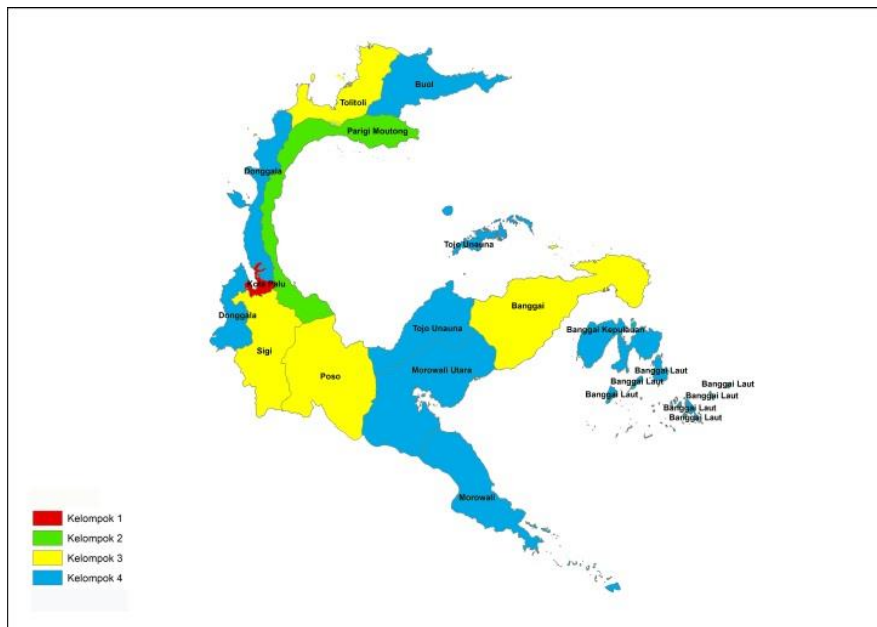 Buol
Tolitoli
Parigi Moutong
Donggala
Tojo Unauna
Kota Palu
Banggai
Donggala
Tojo Unauna
Banggai Kepulauan
Sigi
Poso
Morowali Utara
Banggai Laut
Banggai Laut
Banggai Laut
Banggai Laut
Banggai Laut
Banggai Laut
Banggai Laut
Morowali
Kelompok 1
Kelompok 2
Kelompok 3
Kelompok 4